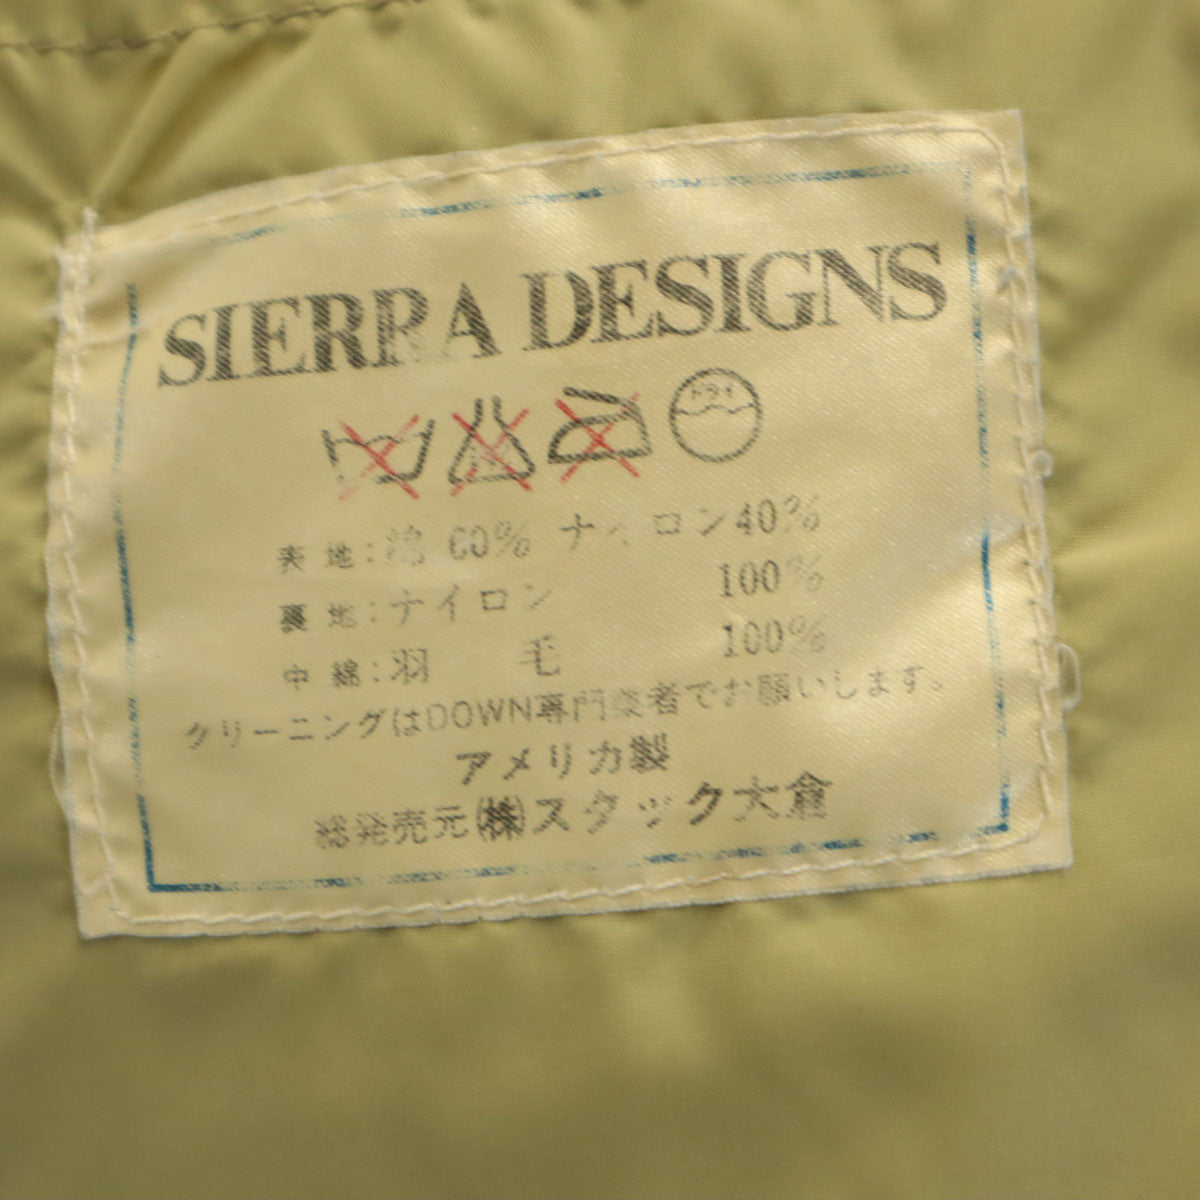 SIERRA DESIGNS
ドライ
表地：綿 60% ナイロン40%
裏地：ナイロン 100%
中綿：羽 毛 100%
クリーニングはDOWN専門業者でお願いします。
アメリカ製
総発売元㈱スタック大倉